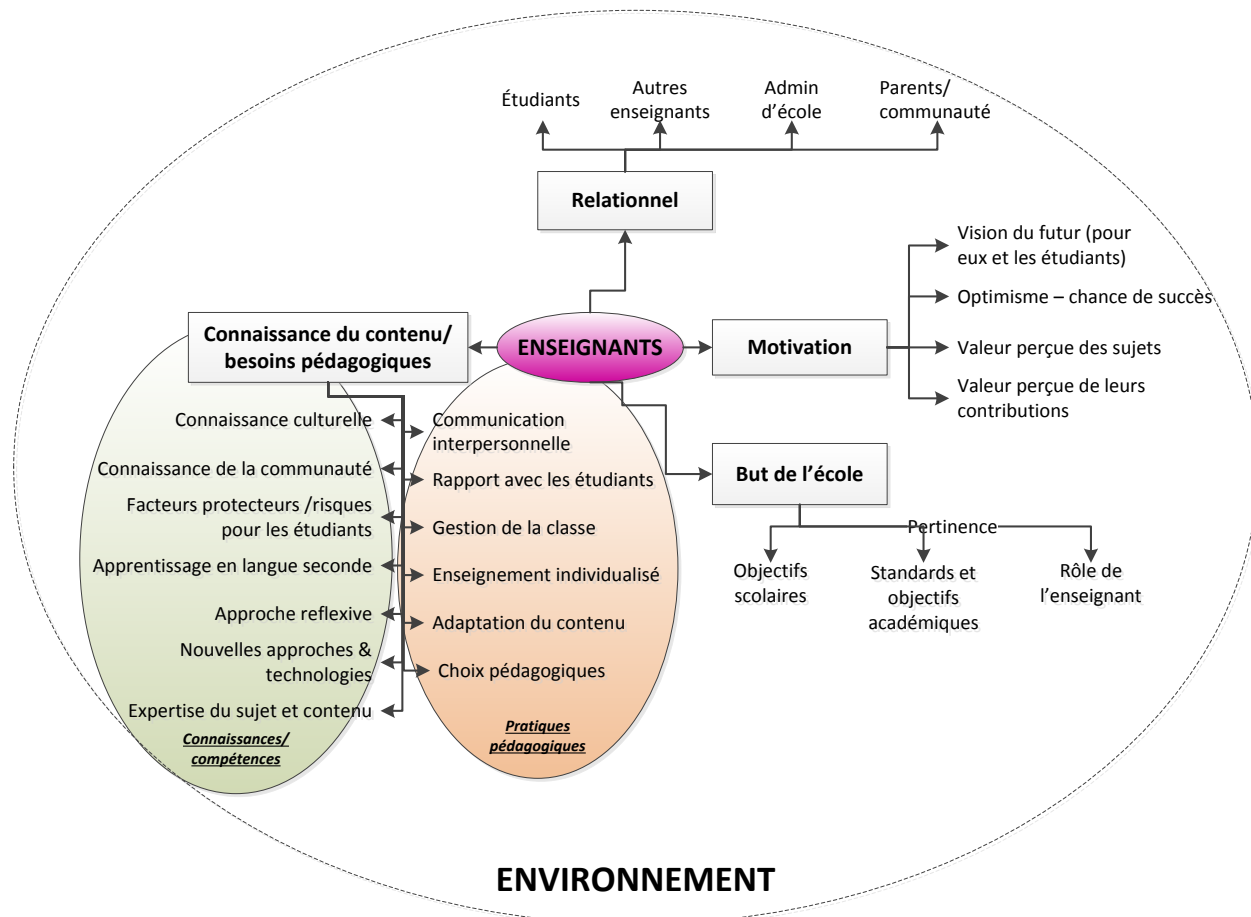 Étudiants
Autres
enseignants
Admin
d'école
Parents/
communauté
Relationnel
Vision du futur (pour
eux et les étudiants)
Optimisme – chance de succès
Valeur perçue des sujets
Valeur perçue de leurs
contributions
Connaissance du contenu/
besoins pédagogiques
ENSEIGNANTS
Motivation
Connaissance culturelle
Connaissance de la communauté
Facteurs protecteurs /risques
pour les étudiants
Apprentissage en langue seconde
Approche reflexive
Nouvelles approches &
technologies
Expertise du sujet et contenu
Connaissances/
compétences
Communication
interpersonnelle
Rapport avec les étudiants
Gestion de la classe
Enseignement individualisé
Adaptation du contenu
Choix pédagogiques
Pratiques
pédagogiques
But de l'école
Pertinence
Objectifs
scolaires
Standards et
objectifs
académiques
Rôle de
l'enseignant
ENVIRONNEMENT